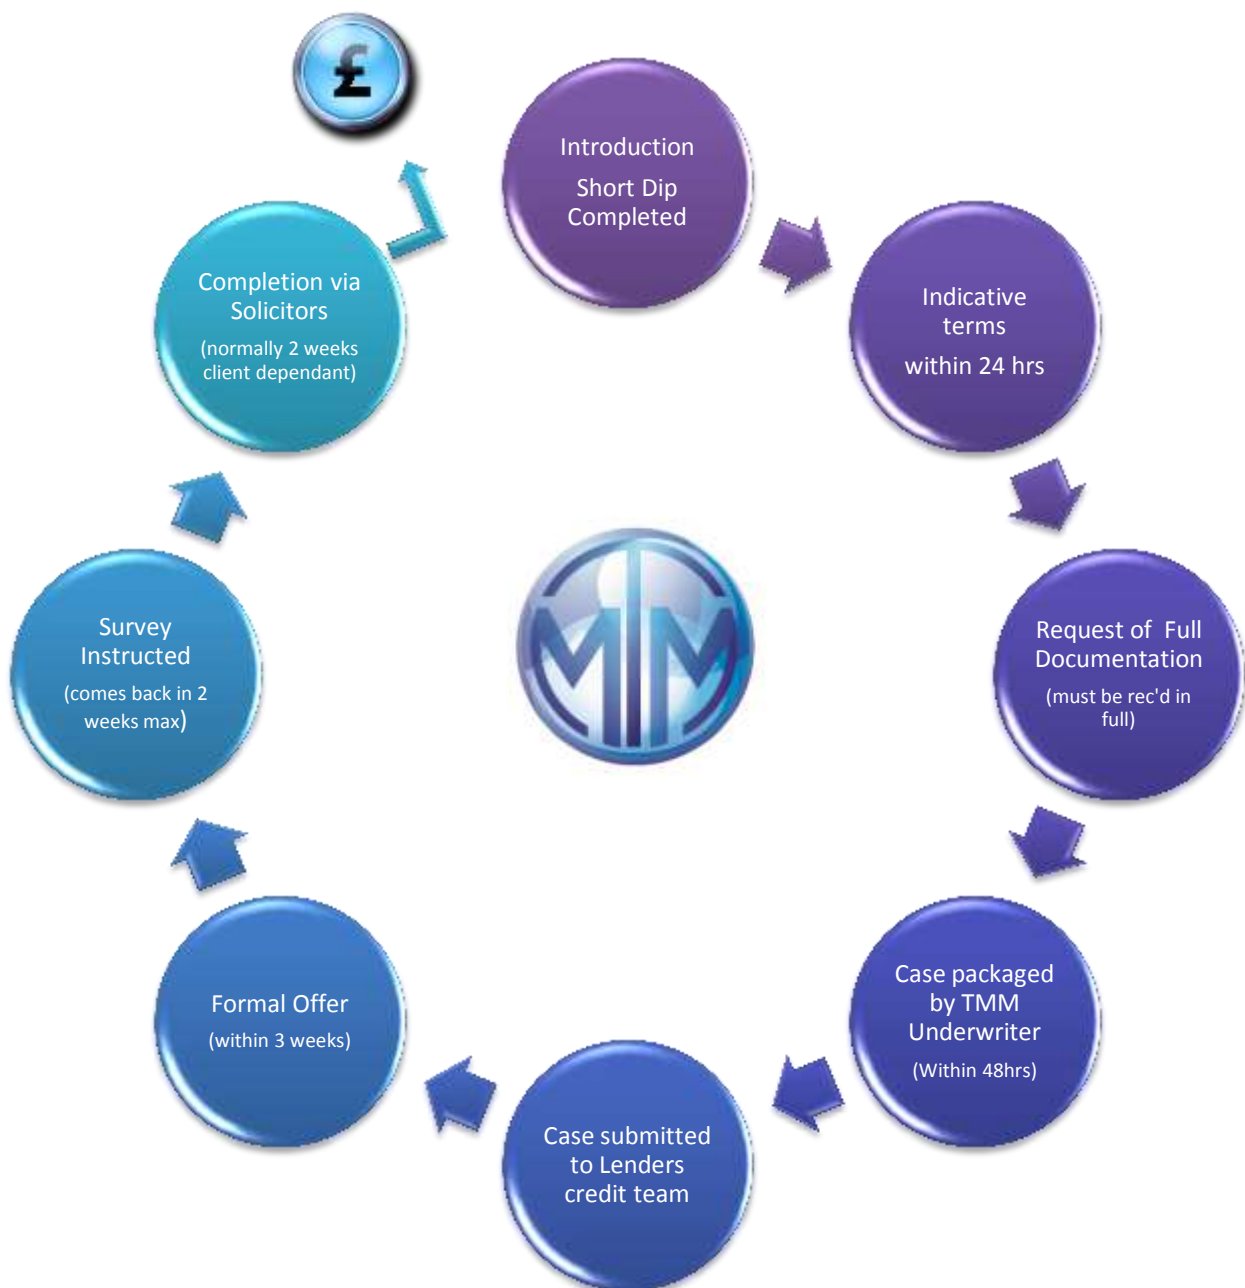 £
Introduction
Short Dip
Completed
Indicative
terms
within 24 hrs
Request of  Full
Documentation
(must be rec'd in
full)
Case packaged
by TMM
Underwriter
(Within 48hrs)
Case submitted
to Lenders
credit team
Formal Offer
(within 3 weeks)
Survey
Instructed
(comes back in 2
weeks max)
Completion via
Solicitors
(normally 2 weeks
client dependant)
MTM